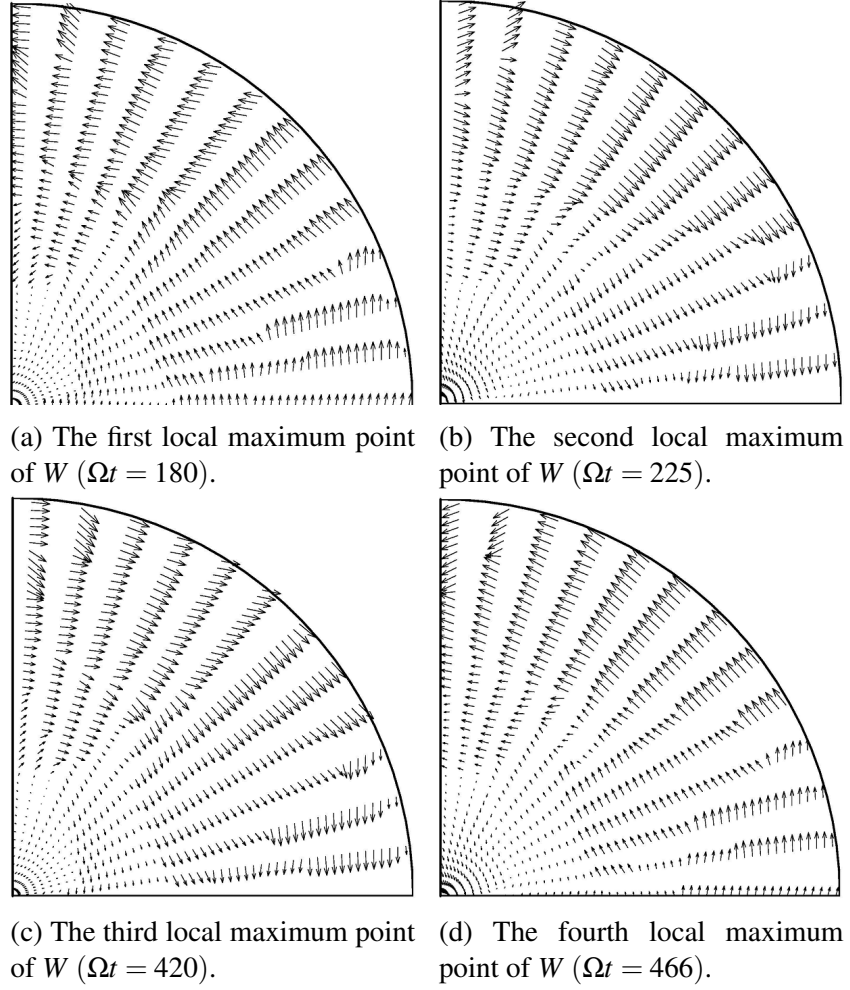 (a) The first local maximum point
of W (Ωt = 180).
(b) The second local maximum
point of W (Ωt = 225).
(c) The third local maximum point
of W (Ωt = 420).
(d) The fourth local maximum
point of W (Ωt = 466).